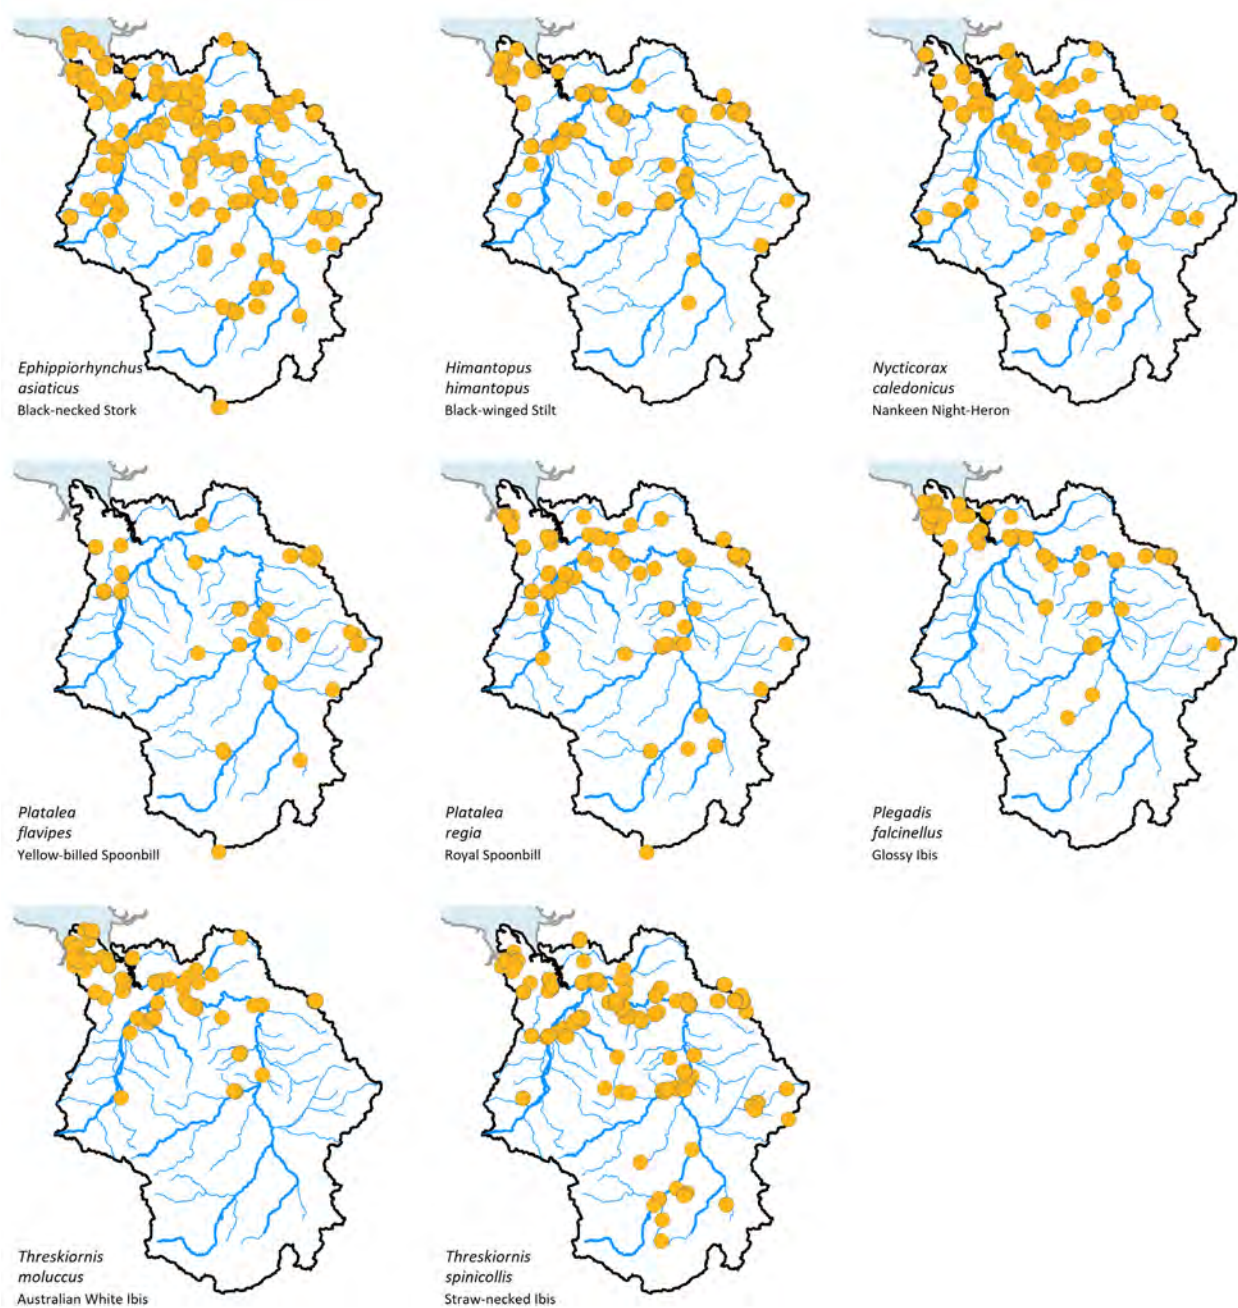 Ephippiorhynchus
asiaticus
Black-necked Stork
Himantopus
himantopus
Black-winged Stilt
Nycticorax
caledonicus
Nankeen Night-Heron
Platalea
flavipes
Yellow-billed Spoonbill
Platalea
regia
Royal Spoonbill
Plegadis
falcinellus
Glossy Ibis
Threskiornis
moluccus
Australian White Ibis
Threskiornis
spinicollis
Straw-necked Ibis